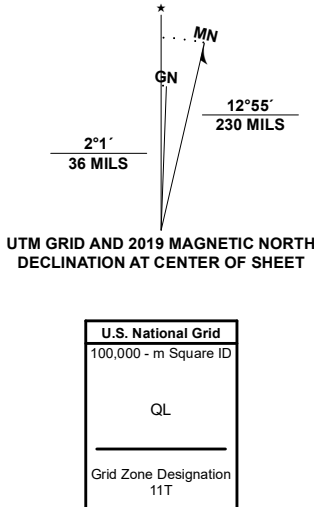 MN
GN
12°55´
230 MILS
2°1´
36 MILS
UTM GRID AND 2019 MAGNETIC NORTH
DECLINATION AT CENTER OF SHEET
U.S. National Grid
100,000 - m Square ID
QL
Grid Zone Designation
11T